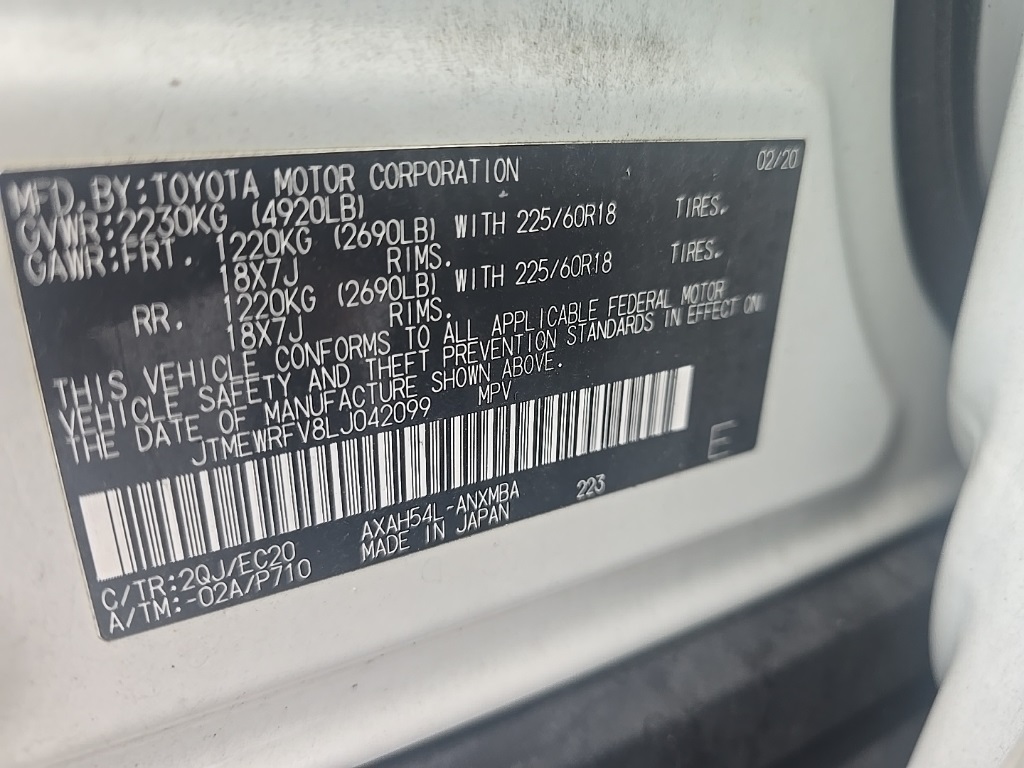 MFD.BY:TOYOTA MOTOR CORPORATION 02/20
GVWR:2230KG (4920LB)
GAWR:FRT. 1220KG (2690LB) WITH 225/60R18 TIRES.
18X7J RIMS.
RR. 1220KG (2690LB) WITH 225/60R18 TIRES.
18X7J RIMS.
THIS VEHICLE CONFORMS TO ALL APPLICABLE FEDERAL MOTOR
VEHICLE SAFETY AND THEFT PREVENTION STANDARDS IN EFFECT ON
THE DATE OF MANUFACTURE SHOWN ABOVE.
JTMEWRFV8LJ042099 MPV
E
C/TR:2QJ/EC20 AXAH54L-ANXMBA 223
A/TM:-02A/P710 MADE IN JAPAN